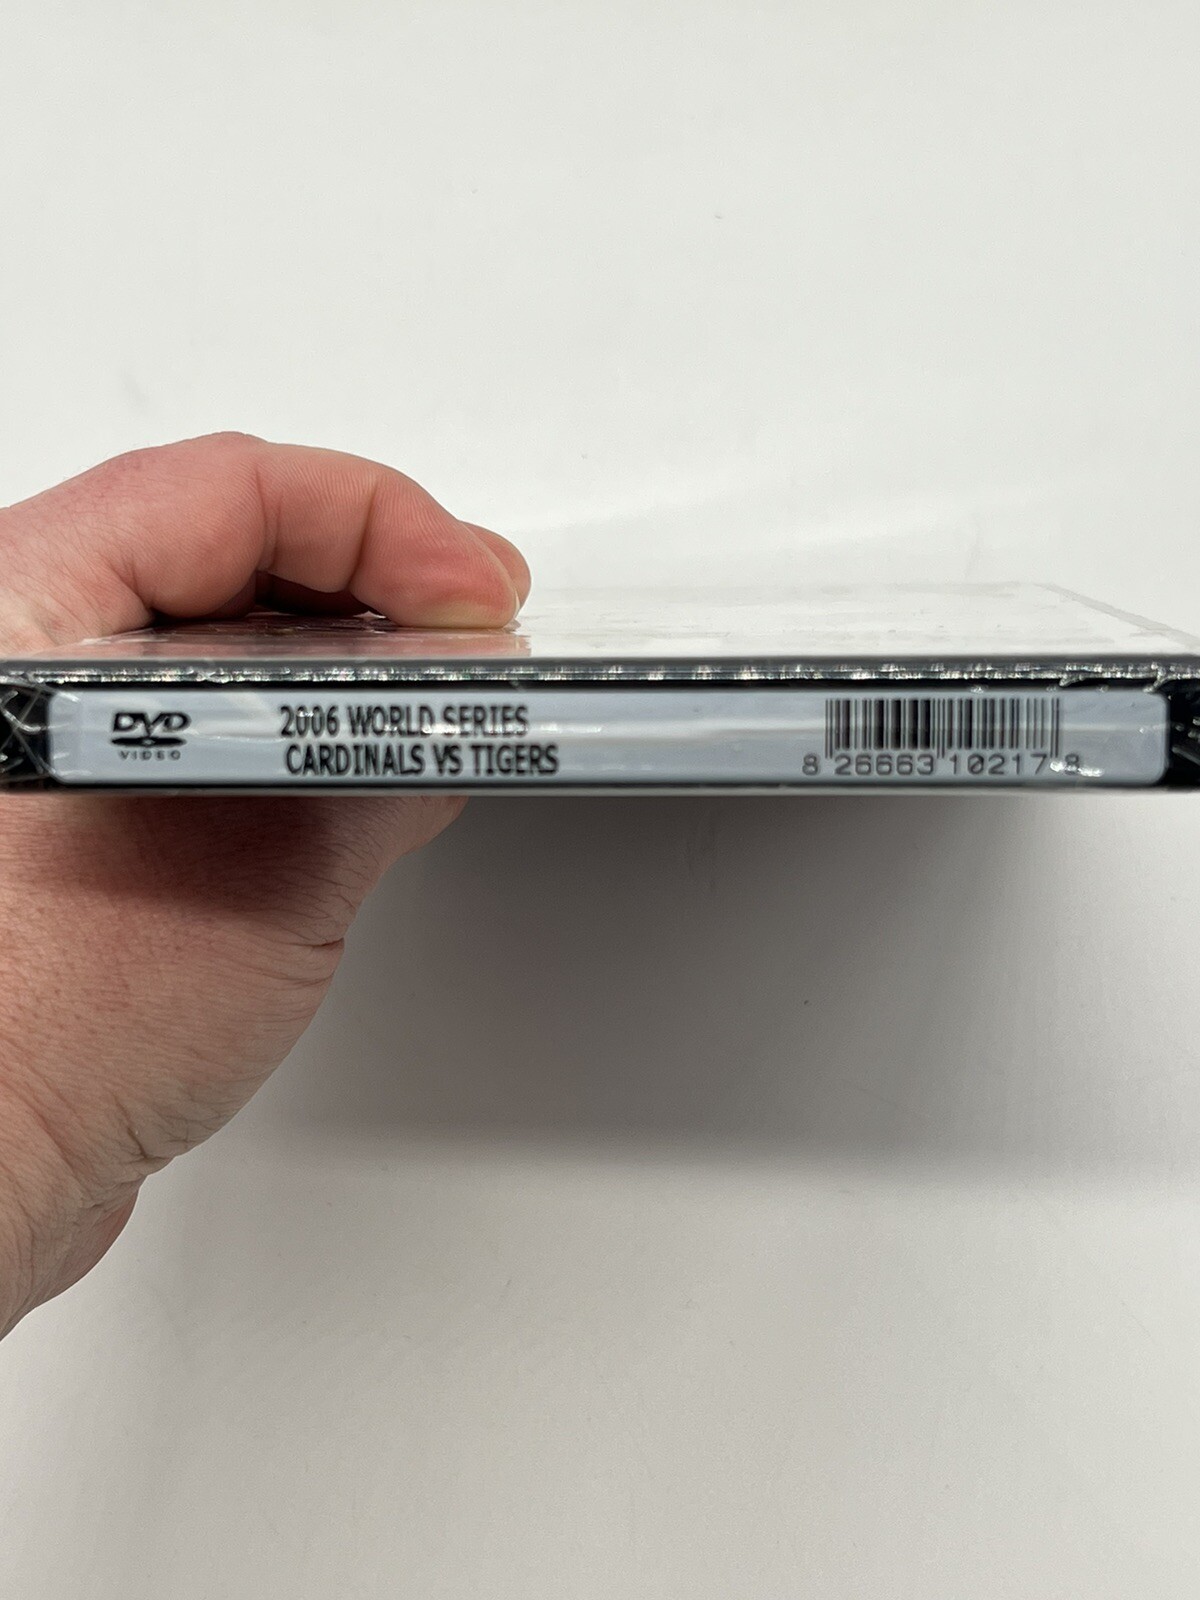 DVD
VIDEO
2006 WORLD SERIES
CARDINALS VS TIGERS
8 26663 10217 8